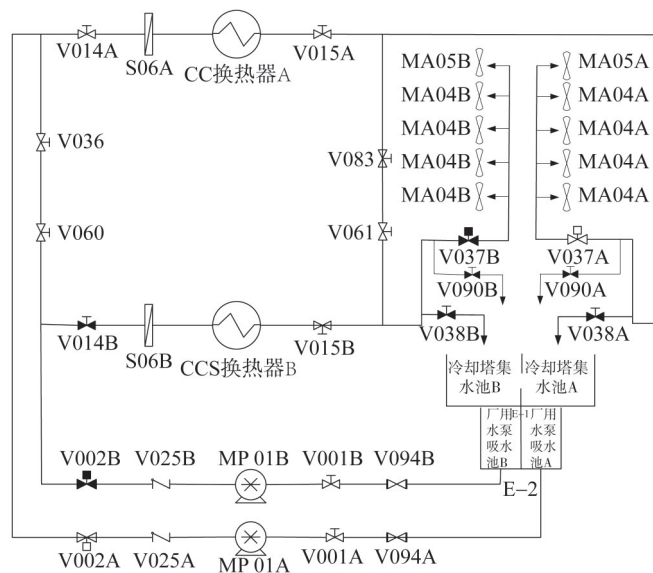 V014A
S06A
CC换热器A
V015A
MA05B
MA05A
MA04B
MA04A
MA04B
MA04A
MA04B
MA04A
MA04B
MA04A
V036
V083
V060
V061
V037B
V037A
V090B
V090A
V014B
S06B
CCS换热器B
V015B
V038B
V038A
冷却塔集
水池B
冷却塔集
水池A
厂用
水泵
吸水
池B
E-1
厂用
水泵
吸水
池A
E-2
V002B
V025B
MP 01B
V001B
V094B
V002A
V025A
MP 01A
V001A
V094A